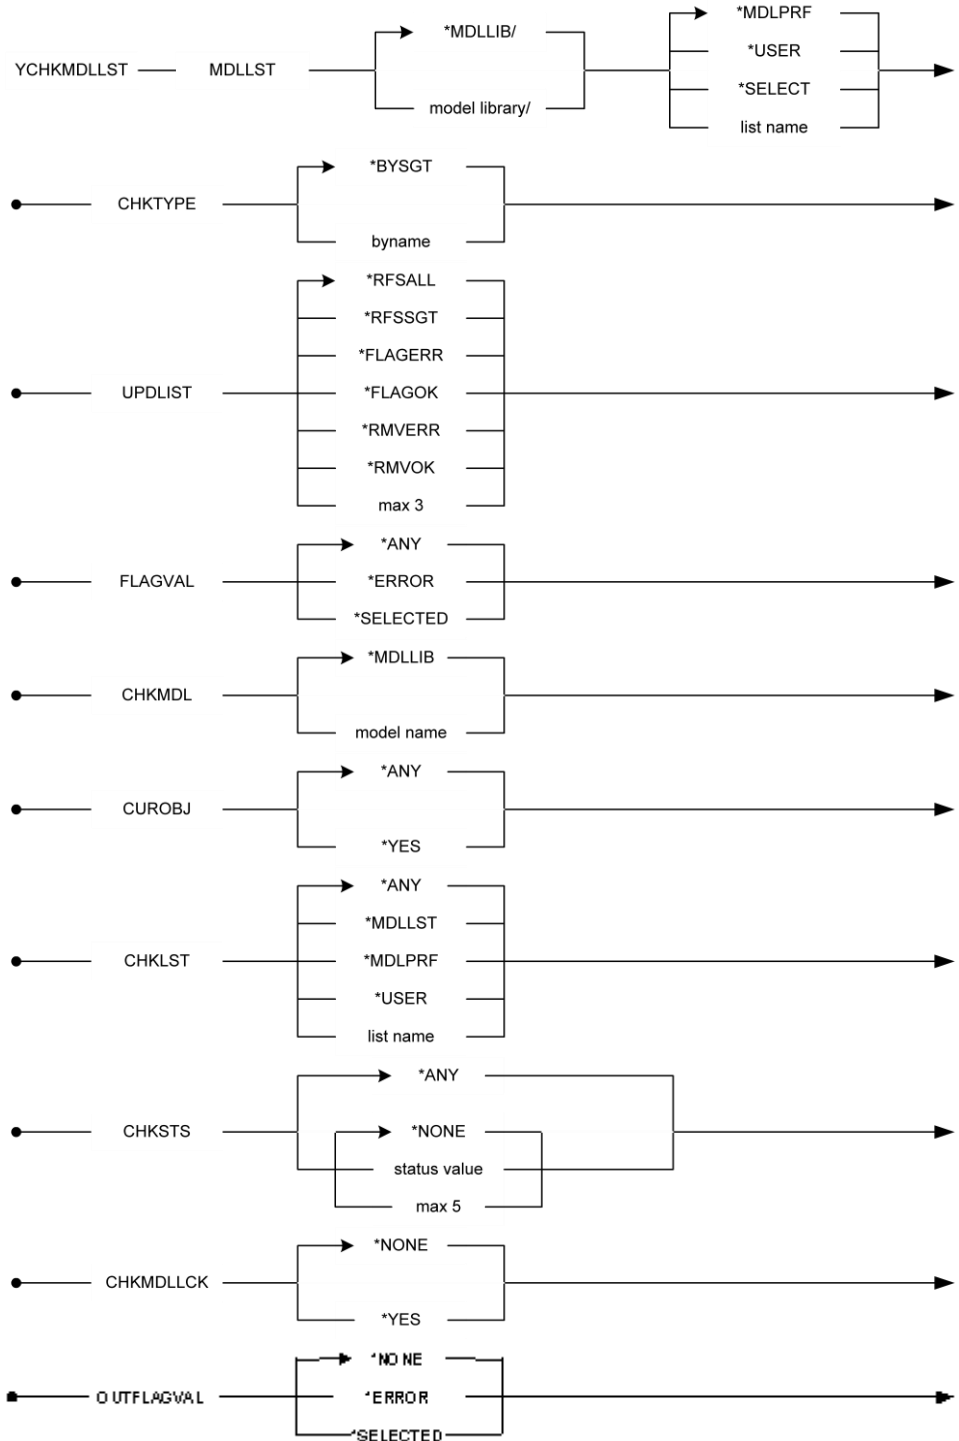 *MDLPRF
*MDLLIB/
*USER
YCHKMDLLST MDLLST
*SELECT
model library/
list name
*BYSGT
CHKTYPE
byname
*RFSALL
*RFSSGT
*FLAGERR
UPDLIST *FLAGOK
*RMVERR
*RMVOK
max 3
*ANY
FLAGVAL *ERROR
*SELECTED
*MDLLIB
CHKMDL
model name
*ANY
CUROBJ
*YES
*ANY
*MDLLST
CHKLST *MDLPRF
*USER
list name
*ANY
CHKSTS *NONE
status value
max 5
*NONE
CHKMDLLCK
*YES
*NONE
OUTFLAGVAL *ERROR
*SELECTED